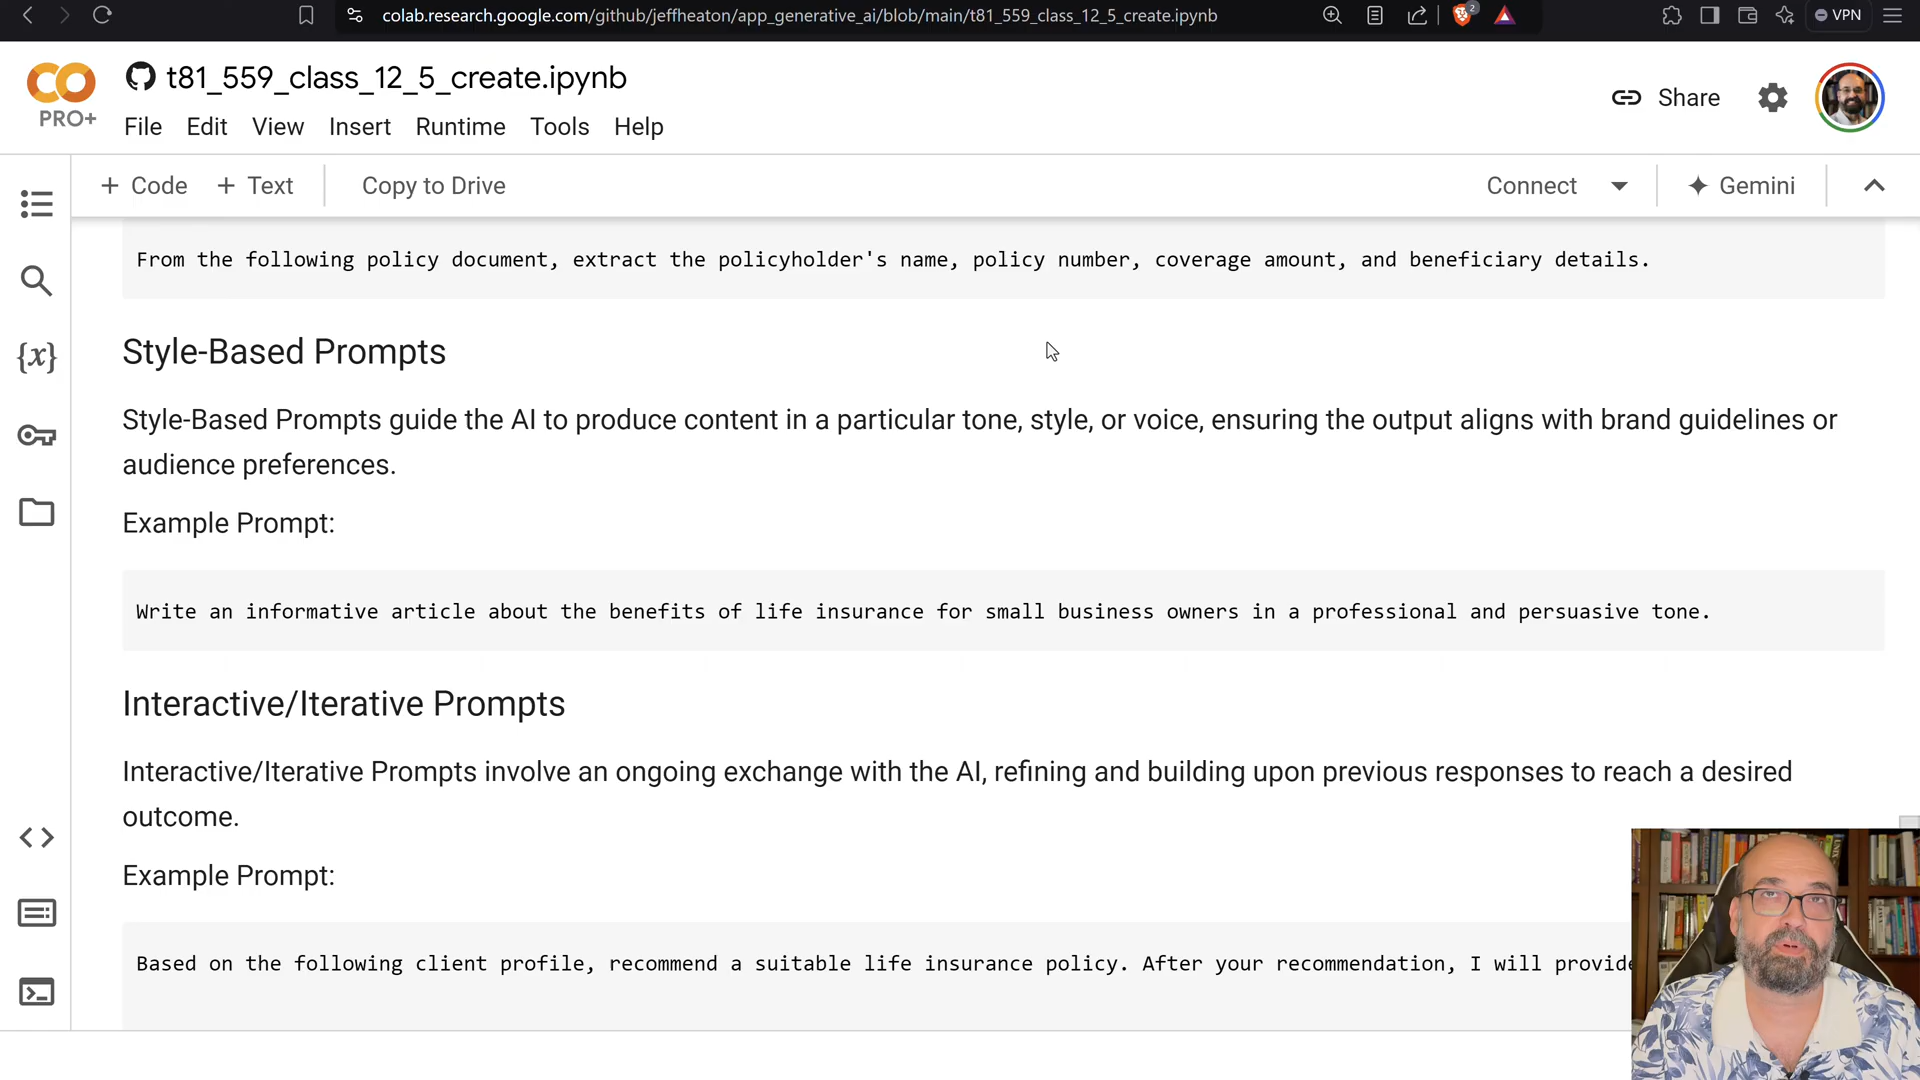 colab.research.google.com/github/jeffheaton/app_generative_ai/blob/main/t81_559_class_12_5_create.ipynb
2
VPN
PRO+
t81_559_class_12_5_create.ipynb
File Edit View Insert Runtime Tools Help
Share
+ Code + Text Copy to Drive
Connect Gemini
From the following policy document, extract the policyholder's name, policy number, coverage amount, and beneficiary details.
Style-Based Prompts
Style-Based Prompts guide the AI to produce content in a particular tone, style, or voice, ensuring the output aligns with brand guidelines or
audience preferences.
Example Prompt:
Write an informative article about the benefits of life insurance for small business owners in a professional and persuasive tone.
Interactive/Iterative Prompts
Interactive/Iterative Prompts involve an ongoing exchange with the AI, refining and building upon previous responses to reach a desired
outcome.
Example Prompt:
Based on the following client profile, recommend a suitable life insurance policy. After your recommendation, I will provide